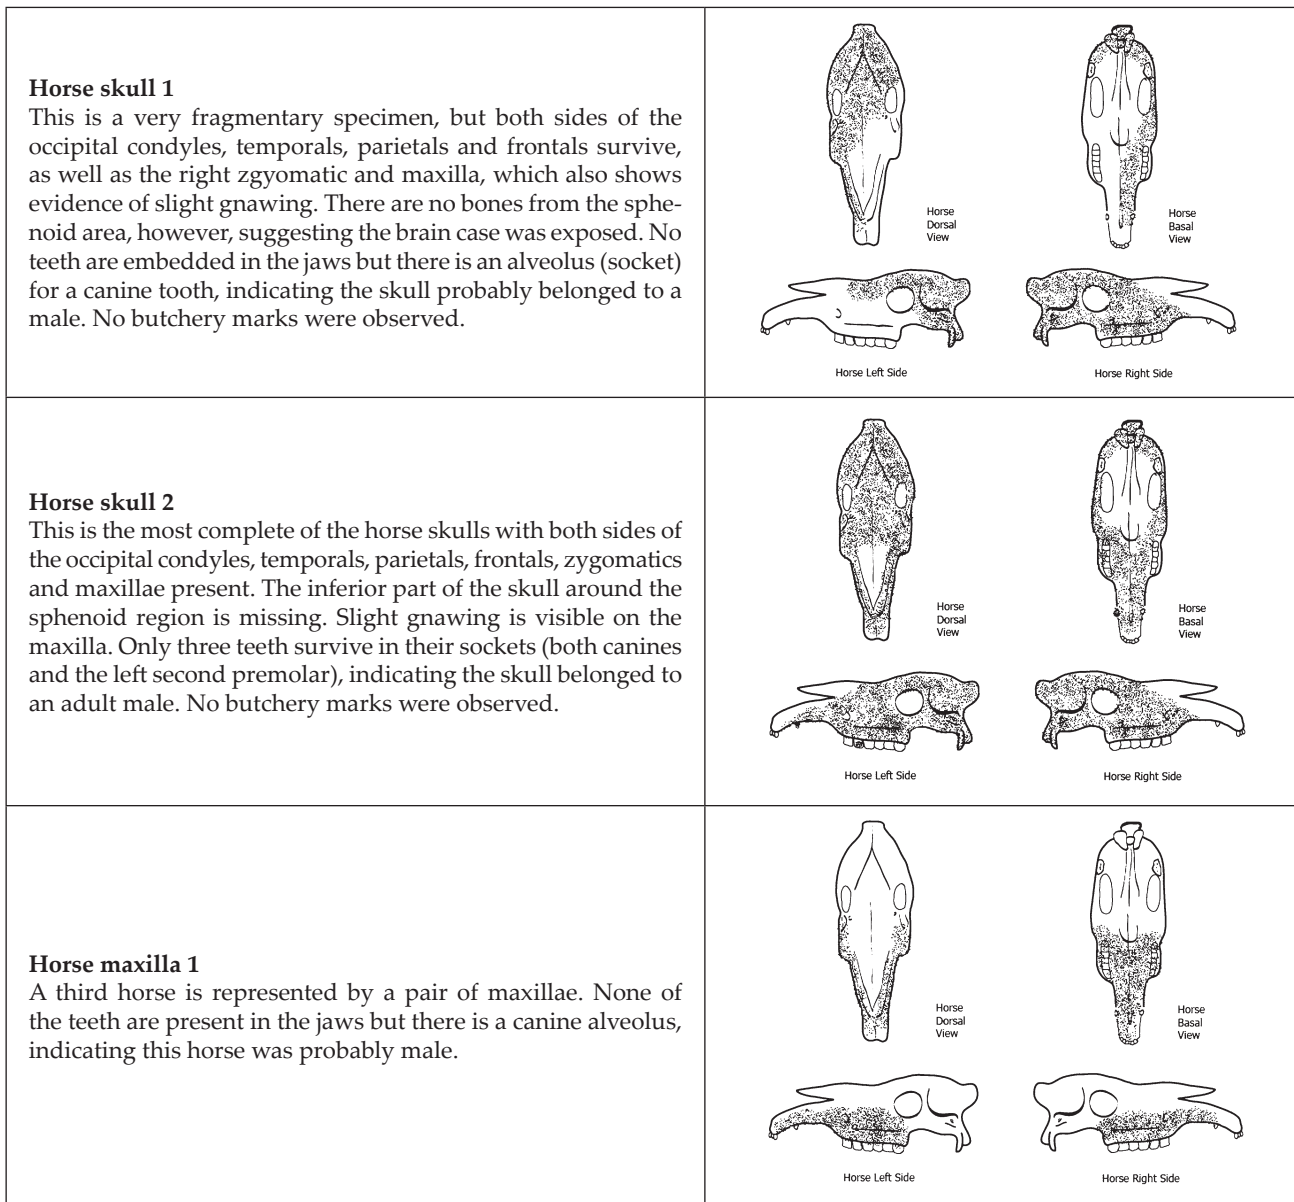 Horse skull 1
This is a very fragmentary specimen, but both sides of the
occipital condyles, temporals, parietals and frontals survive,
as well as the right zgyomatic and maxilla, which also shows
evidence of slight gnawing. There are no bones from the sphe-
noid area, however, suggesting the brain case was exposed. No
teeth are embedded in the jaws but there is an alveolus (socket)
for a canine tooth, indicating the skull probably belonged to a
male. No butchery marks were observed.
Horse
Dorsal
View
Horse
Basal
View
Horse Left Side
Horse Right Side
Horse skull 2
This is the most complete of the horse skulls with both sides of
the occipital condyles, temporals, parietals, frontals, zygomatics
and maxillae present. The inferior part of the skull around the
sphenoid region is missing. Slight gnawing is visible on the
maxilla. Only three teeth survive in their sockets (both canines
and the left second premolar), indicating the skull belonged to
an adult male. No butchery marks were observed.
Horse
Dorsal
View
Horse
Basal
View
Horse Left Side
Horse Right Side
Horse maxilla 1
A third horse is represented by a pair of maxillae. None of
the teeth are present in the jaws but there is a canine alveolus,
indicating this horse was probably male.
Horse
Dorsal
View
Horse
Basal
View
Horse Left Side
Horse Right Side